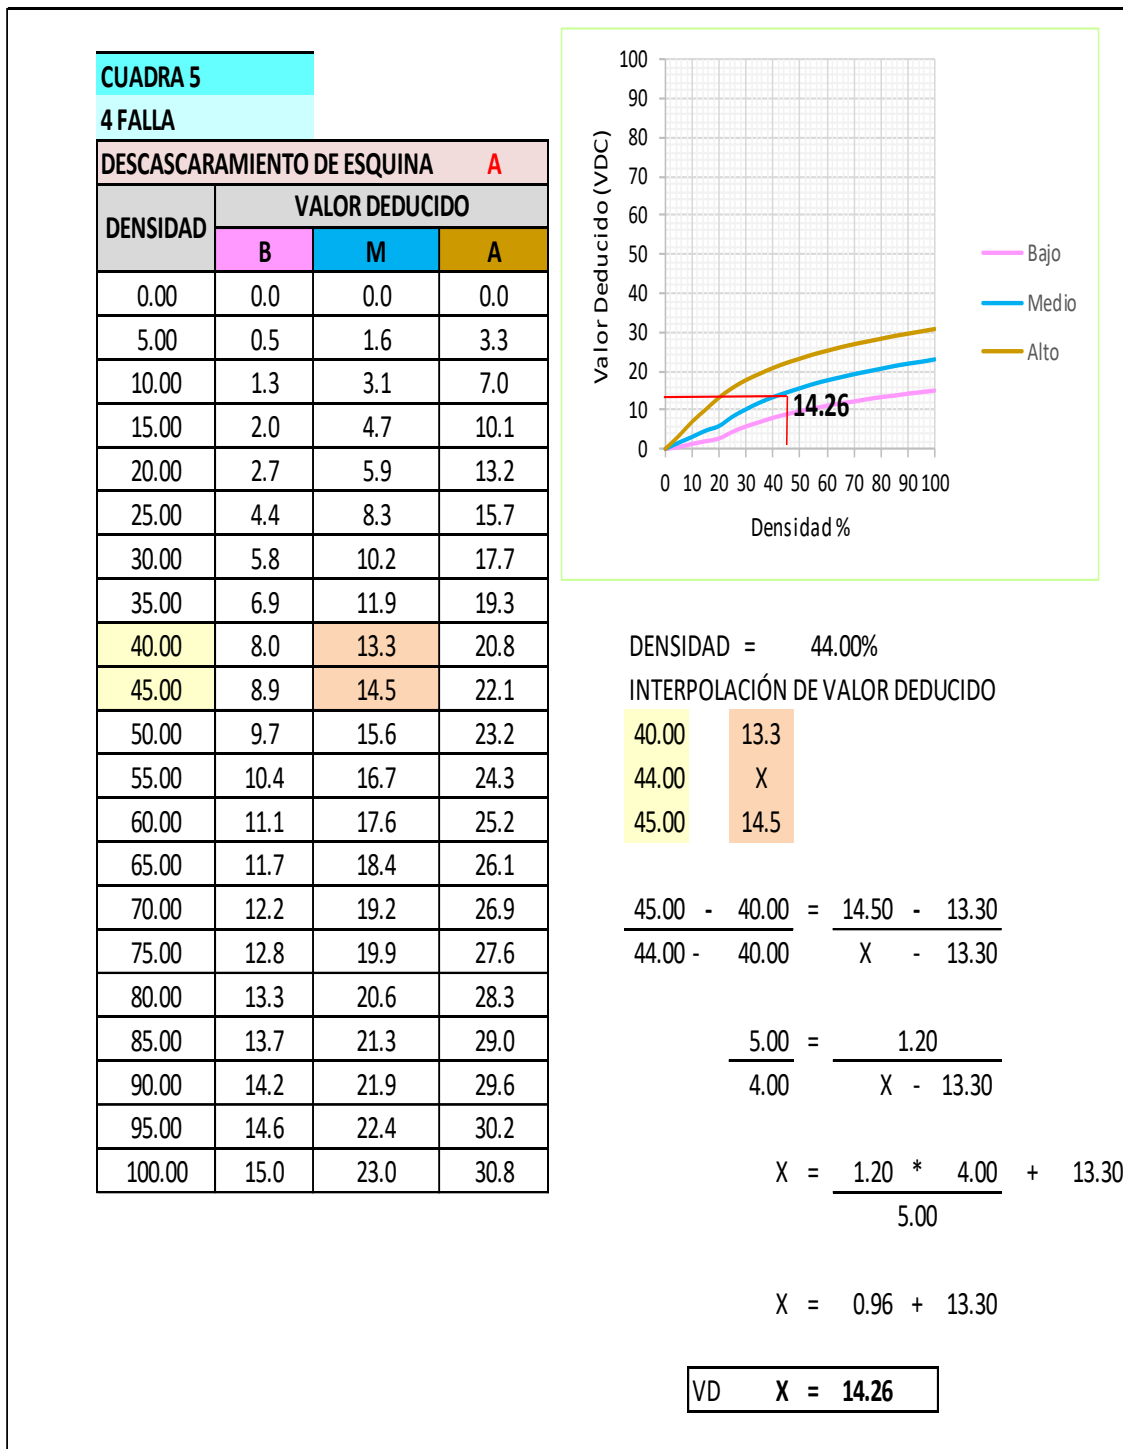 CUADRA 5
4 FALLA
DESCASCARAMIENTO DE ESQUINA A
DENSIDAD VALOR DEDUCIDO
B M A
0.00 0.0 0.0 0.0
5.00 0.5 1.6 3.3
10.00 1.3 3.1 7.0
15.00 2.0 4.7 10.1
20.00 2.7 5.9 13.2
25.00 4.4 8.3 15.7
30.00 5.8 10.2 17.7
35.00 6.9 11.9 19.3
40.00 8.0 13.3 20.8
45.00 8.9 14.5 22.1
50.00 9.7 15.6 23.2
55.00 10.4 16.7 24.3
60.00 11.1 17.6 25.2
65.00 11.7 18.4 26.1
70.00 12.2 19.2 26.9
75.00 12.8 19.9 27.6
80.00 13.3 20.6 28.3
85.00 13.7 21.3 29.0
90.00 14.2 21.9 29.6
95.00 14.6 22.4 30.2
100.00 15.0 23.0 30.8
Valor Deducido (VDC)
100
90
80
70
60
50
40
30
20
10
0
14.26
0 10 20 30 40 50 60 70 80 90 100
Densidad %
Bajo
Medio
Alto
DENSIDAD = 44.00%
INTERPOLACIÓN DE VALOR DEDUCIDO
40.00 13.3
44.00 X
45.00 14.5
45.00 - 40.00 = 14.50 - 13.30
44.00 - 40.00 X - 13.30
5.00 = 1.20
4.00 X - 13.30
X = 1.20 * 4.00 + 13.30
5.00
X = 0.96 + 13.30
VD X = 14.26